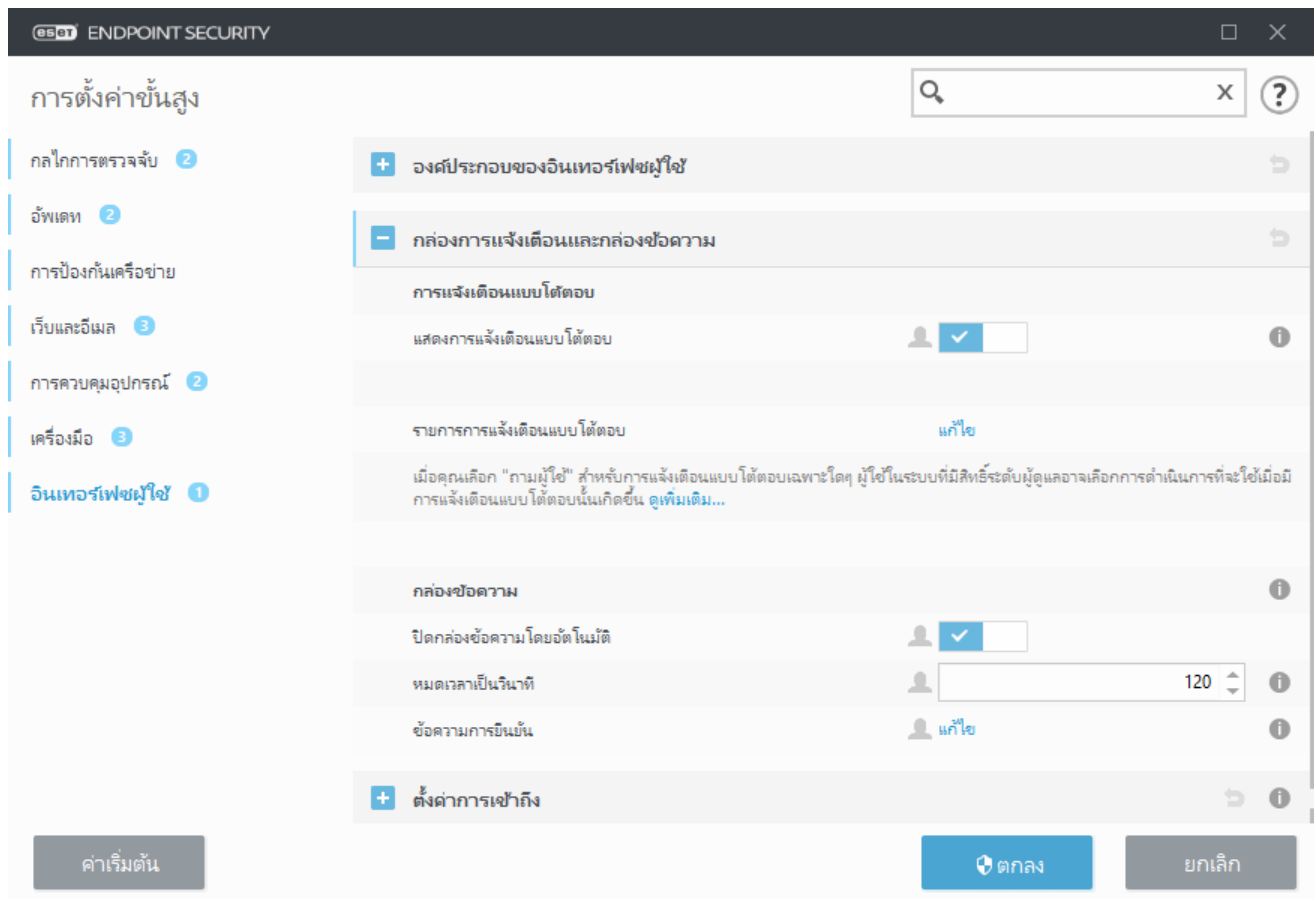 eset ENDPOINT SECURITY
การตั้งค่าขั้นสูง
x
?
กลไกการตรวจจับ 2
อัพเดท 2
การป้องกันเครือข่าย
เว็บและอีเมล 3
การควบคุมอุปกรณ์ 2
เครื่องมือ 3
อินเทอร์เฟซผู้ใช้ 1
องค์ประกอบของอินเทอร์เฟซผู้ใช้
กล่องการแจ้งเตือนและกล่องข้อความ
การแจ้งเตือนแบบโต้ตอบ
แสดงการแจ้งเตือนแบบโต้ตอบ
รายการการแจ้งเตือนแบบโต้ตอบ แก้ไข
เมื่อคุณเลือก "ถามผู้ใช้" สำหรับการแจ้งเตือนแบบโต้ตอบเฉพาะใดๆ ผู้ใช้ในระบบที่มีสิทธิ์ระดับผู้ดูแลอาจเลือกการดำเนินการที่จะใช้เมื่อมี
การแจ้งเตือนแบบโต้ตอบนั้นเกิดขึ้น ดูเพิ่มเติม...
กล่องข้อความ
ปิดกล่องข้อความโดยอัตโนมัติ
หมดเวลาเป็นวินาที 120
ข้อความการยืนยัน แก้ไข
ตั้งค่าการเข้าถึง
ค่าเริ่มต้น
ตกลง
ยกเลิก